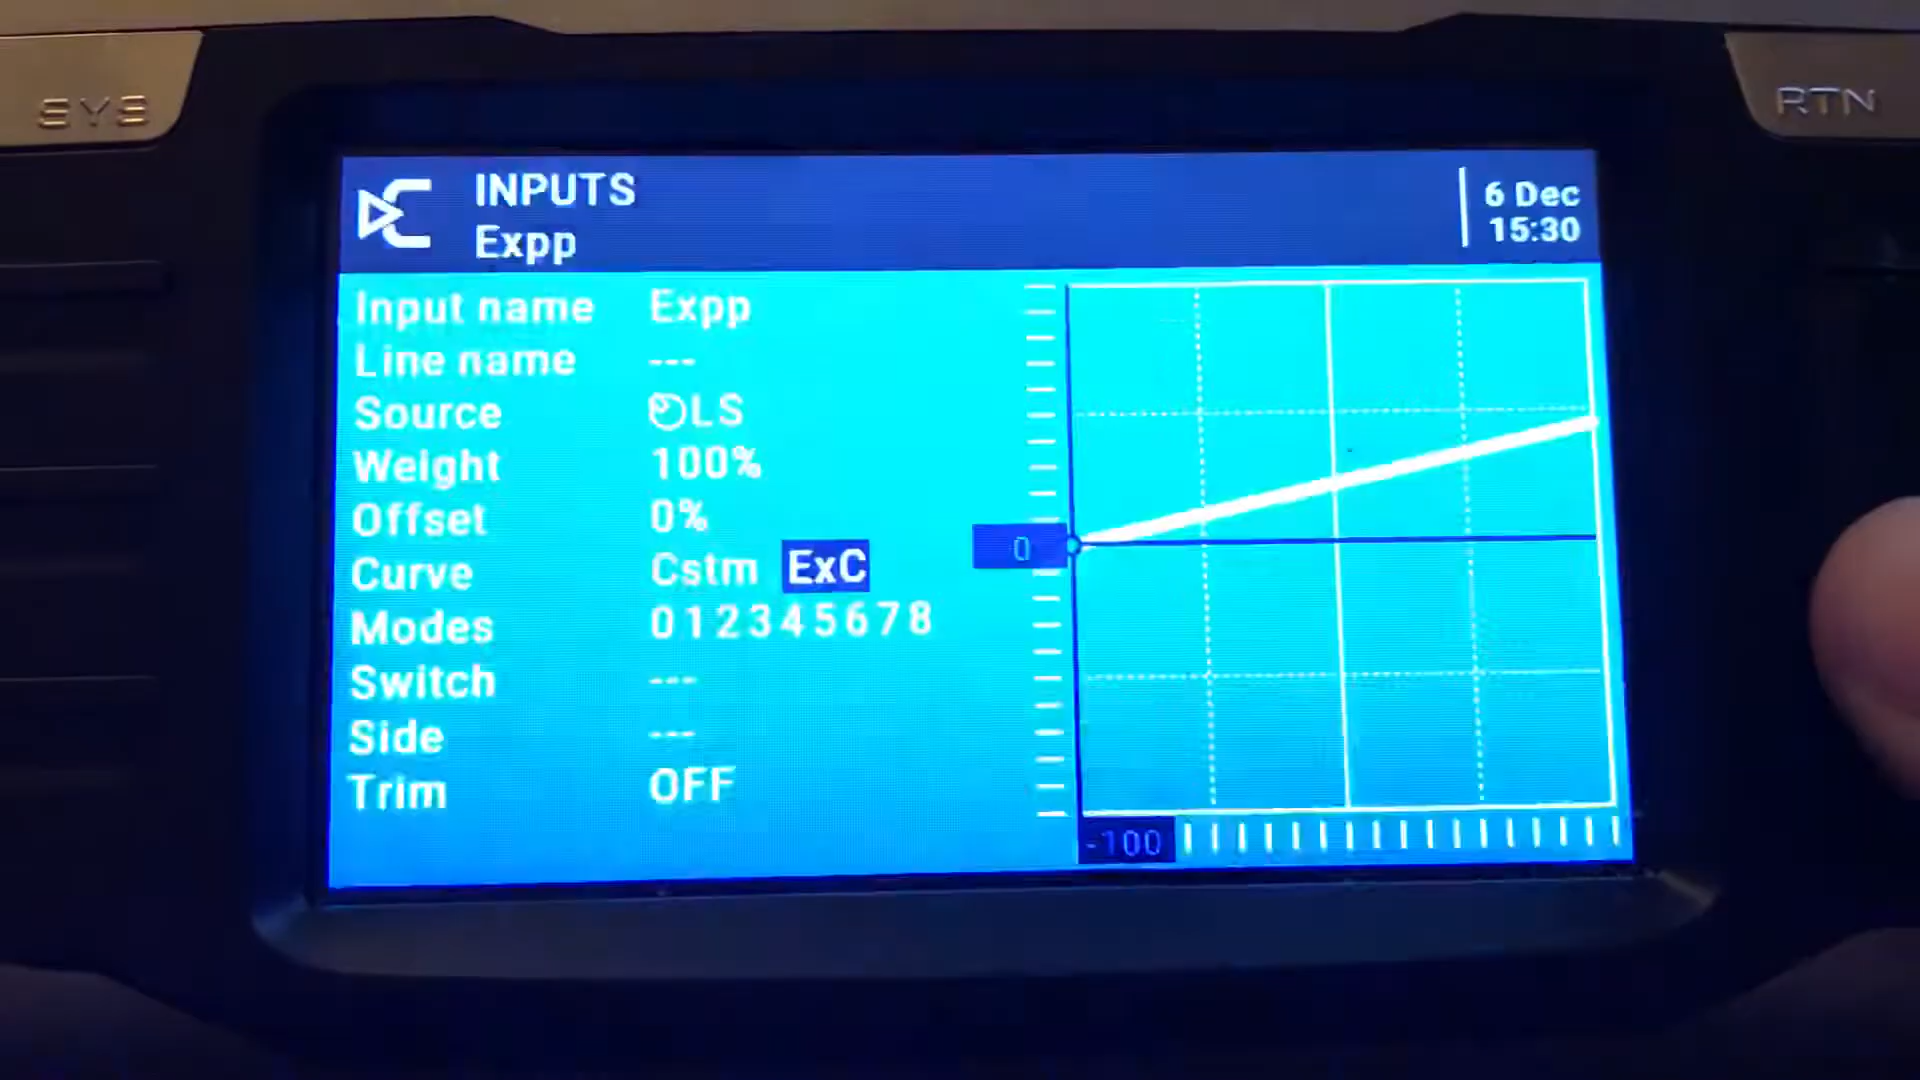 SYS
RTN
INPUTS
Expp
6 Dec
15:30
Input name Expp
Line name ---
Source LS
Weight 100%
Offset 0%
Curve Cstm ExC
Modes 012345678
Switch ---
Side ---
Trim OFF
0
-100